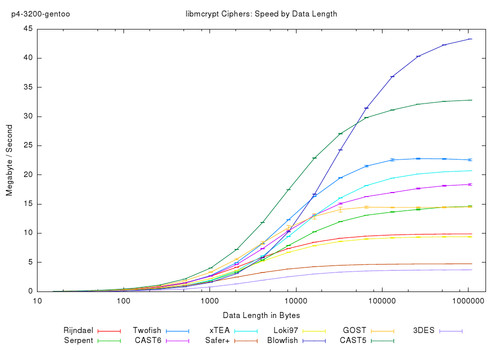 p4-3200-gentoo
libmcrypt Ciphers: Speed by Data Length
45
40
35
30
25
20
15
10
5
0
Megabyte / Second
10 100 1000 10000 100000 1000000
Data Length in Bytes
Rijndael Twofish xTEA Loki97 GOST 3DES
Serpent CAST6 Safer+ Blowfish CAST5